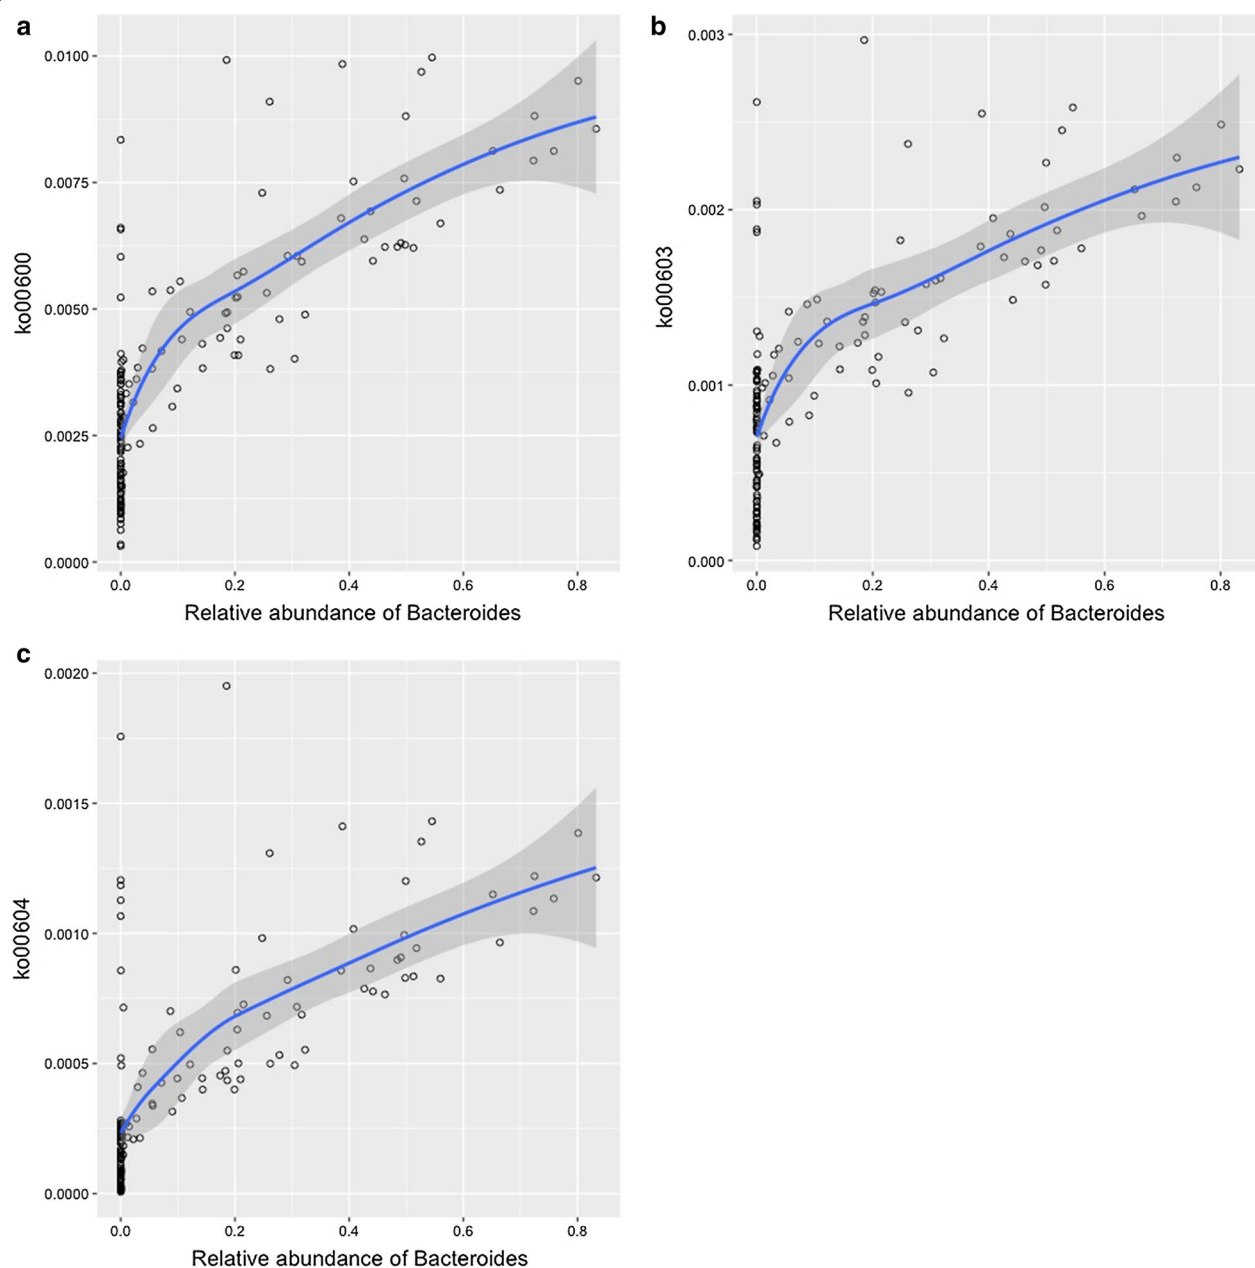 a
ko00600
0.0100
0.0075
0.0050
0.0025
0.0000
0.0 0.2 0.4 0.6 0.8
Relative abundance of Bacteroides
b
ko00603
0.003
0.002
0.001
0.000
0.0 0.2 0.4 0.6 0.8
Relative abundance of Bacteroides
c
ko00604
0.0020
0.0015
0.0010
0.0005
0.0000
0.0 0.2 0.4 0.6 0.8
Relative abundance of Bacteroides